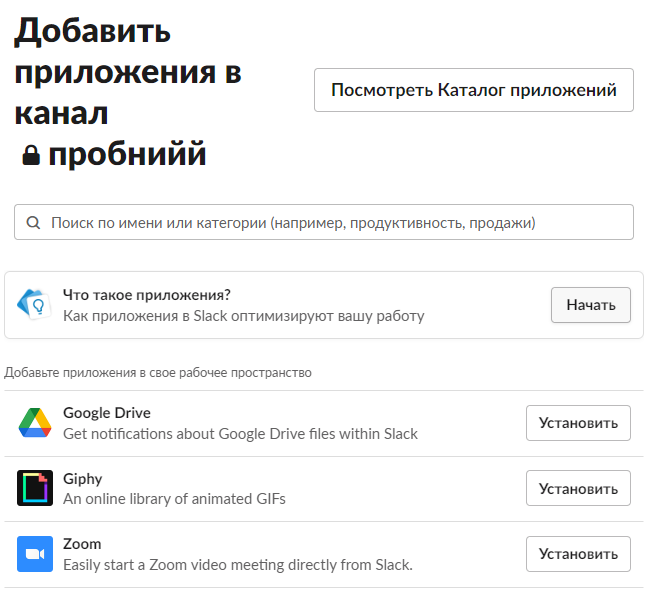 Добавить
приложения в
канал
пробнийй
Посмотреть Каталог приложений
Поиск по имени или категории (например, продуктивность, продажи)
Что такое приложения?
Как приложения в Slack оптимизируют вашу работу
Начать
Добавьте приложения в свое рабочее пространство
Google Drive
Get notifications about Google Drive files within Slack
Установить
Giphy
An online library of animated GIFs
Установить
Zoom
Easily start a Zoom video meeting directly from Slack.
Установить